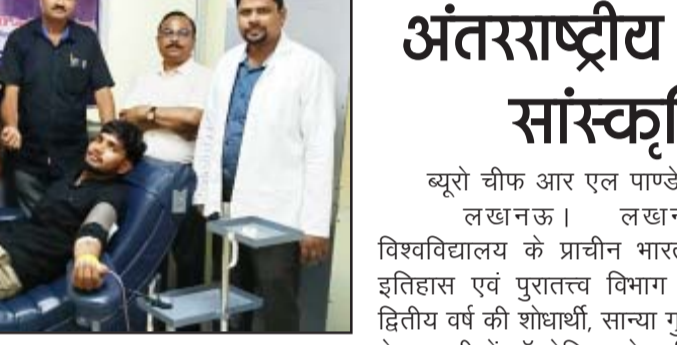 अंतरराष्ट्रीय
सांस्कृ
ब्यूरो चीफ आर एल पाण्डे
लखनऊ। लखन
विश्वविद्यालय के प्राचीन भारत
इतिहास एवं पुरातत्त्व विभाग
द्वितीय वर्ष की शोधार्थी, सान्या गु